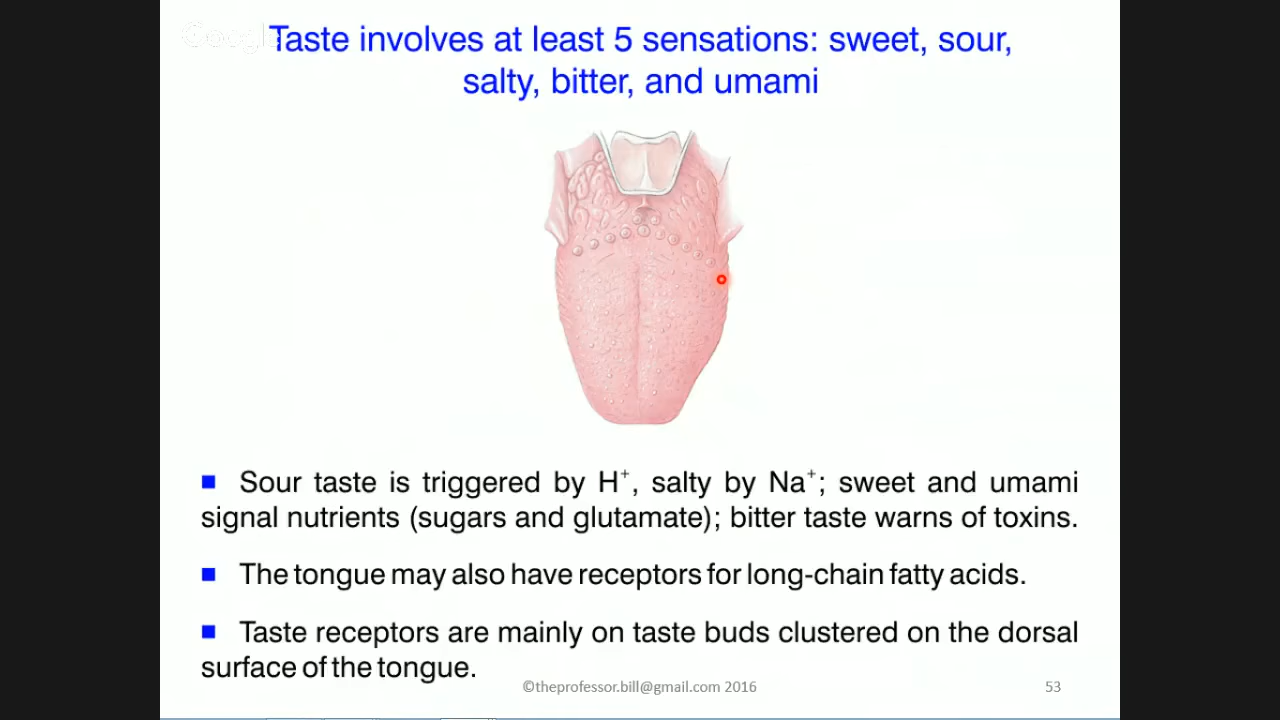 Google
Taste involves at least 5 sensations: sweet, sour,
salty, bitter, and umami
■ Sour taste is triggered by H⁺, salty by Na⁺; sweet and umami
signal nutrients (sugars and glutamate); bitter taste warns of toxins.
■ The tongue may also have receptors for long-chain fatty acids.
■ Taste receptors are mainly on taste buds clustered on the dorsal
surface of the tongue.
©theprofessor.bill@gmail.com 2016
53